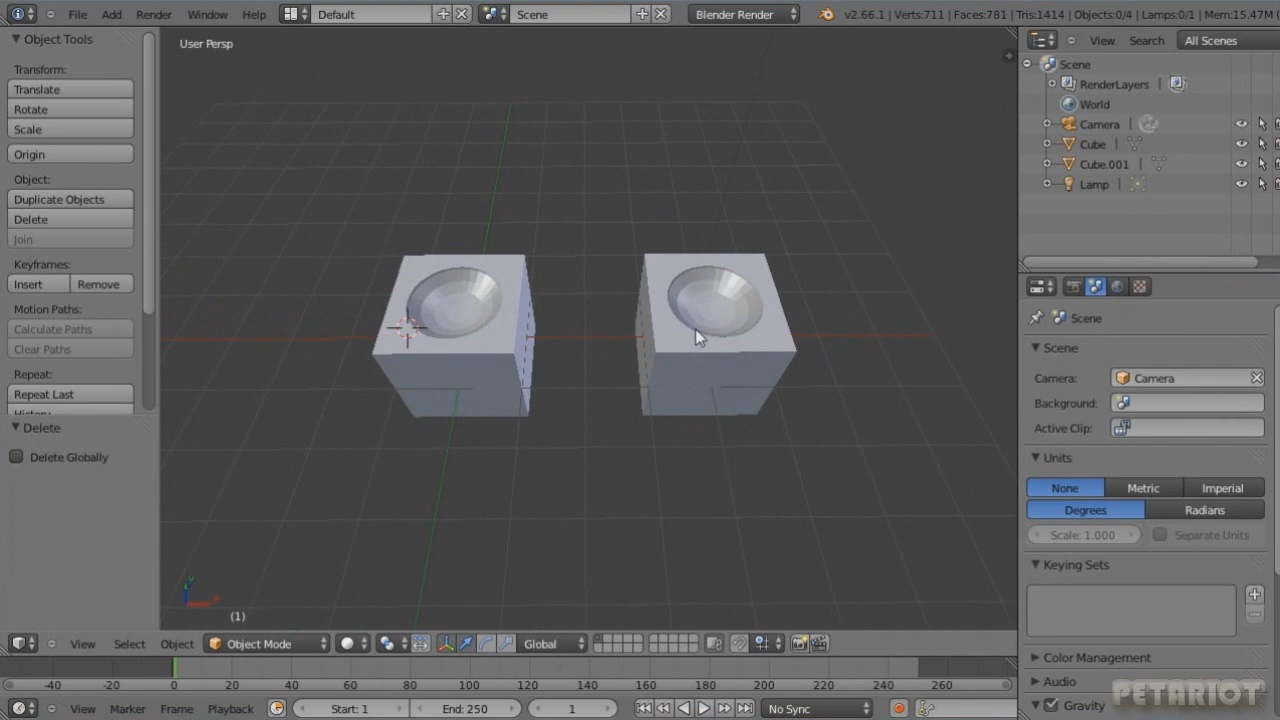 File Add Render Window Help Default Scene Blender Render v2.66.1 | Verts:711 | Faces:781 | Tris:1414 | Objects:0/4 | Lamps:0/1 | Mem:15.47M
Object Tools
Transform:
Translate
Rotate
Scale
Origin
Object:
Duplicate Objects
Delete
Join
Keyframes:
Insert Remove
Motion Paths:
Calculate Paths
Clear Paths
Repeat:
Repeat Last
History
Delete
Delete Globally
User Persp
(1)
View Search All Scenes
Scene
RenderLayers |
World
Camera |
Cube |
Cube.001 |
Lamp |
Scene
Scene
Camera: Camera
Background:
Active Clip:
Units
None Metric Imperial
Degrees Radians
Scale: 1.000 Separate Units
Keying Sets
Color Management
Audio
Gravity
PETARIOT
View Select Object Object Mode Global
-40 -20 0 20 40 60 80 100 120 140 160 180 200 220 240 260
View Marker Frame Playback Start: 1 End: 250 1 No Sync